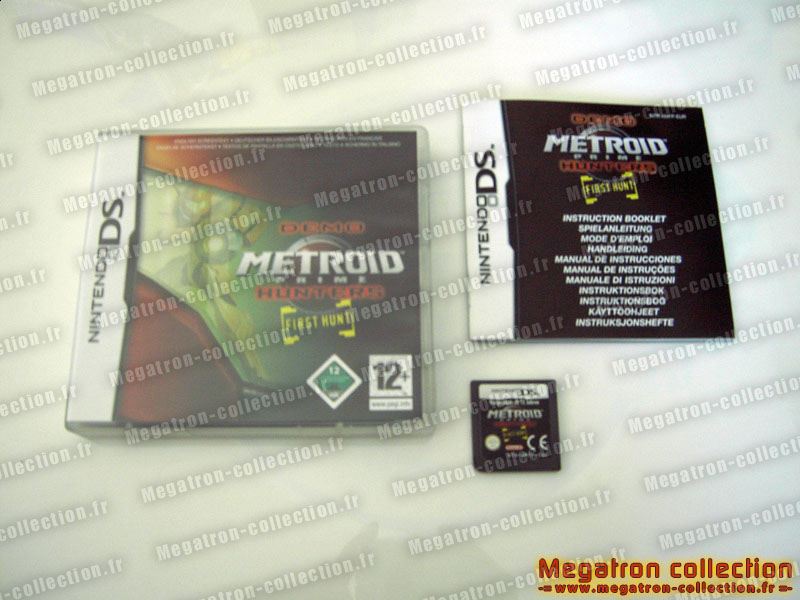 NINTENDO DS
DEMO
METROID
PRIME
HUNTERS
FIRST HUNT
12
12+
www.pegi.info
NINTENDO DS.
DEMO
METROID
PRIME
HUNTERS
FIRST HUNT
INSTRUCTION BOOKLET
SPIELANLEITUNG
MODE D'EMPLOI
HANDLEIDING
MANUAL DE INSTRUCCIONES
MANUAL DE INSTRUÇÕES
MANUALE DI ISTRUZIONI
INSTRUKTIONSBOK
INSTRUKTIONSBOG
KÄYTTÖOHJEET
INSTRUKSJONSHEFTE
NINTENDO DS
METROID
CE
Megatron-collection.fr
Megatron collection
www.megatron-collection.fr